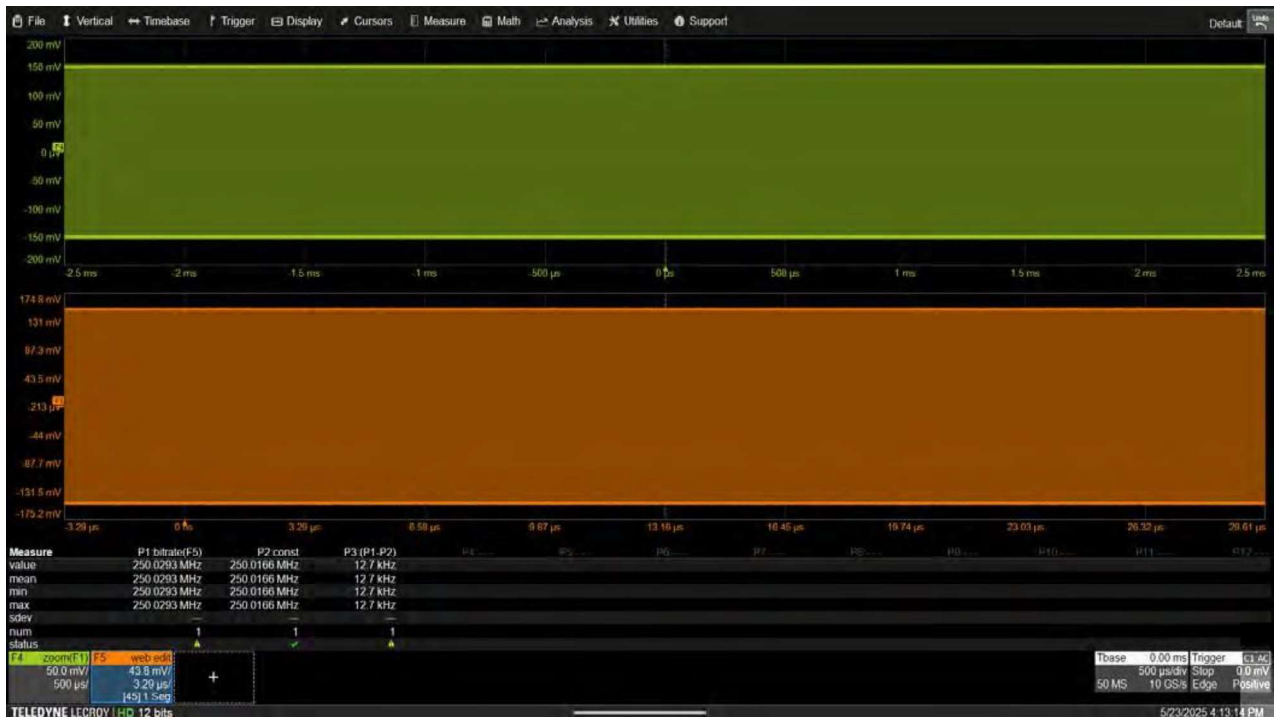 File Vertical Timebase Trigger Display Cursors Measure Math Analysis Utilities Support Default Undo
200 mV
150 mV
100 mV
50 mV
-50 mV
-100 mV
-150 mV
-200 mV
-2.5 ms -2 ms -1.5 ms -1 ms -500 µs 0 µs 500 µs 1 ms 1.5 ms 2 ms 2.5 ms
174.8 mV
131 mV
87.3 mV
43.5 mV
-213 µV
-44 mV
-87.7 mV
-131.5 mV
-175.2 mV
-3.29 µs 3.29 µs 6.58 µs 9.87 µs 13.16 µs 16.45 µs 19.74 µs 23.03 µs 26.32 µs 29.61 µs
Measure P1:bitrate(F5) P2:const P3:(P1-P2) P4:--- P5:--- P6:--- P7:--- P8:--- P9:--- P10:--- P11:--- P12:---
value 250.0293 MHz 250.0166 MHz 12.7 kHz
mean 250.0293 MHz 250.0166 MHz 12.7 kHz
min 250.0293 MHz 250.0166 MHz 12.7 kHz
max 250.0293 MHz 250.0166 MHz 12.7 kHz
sdev --- --- ---
num 1 1 1
status
F4 zoom(F1) F5 web edit Tbase 0.00 ms Trigger C1 AC
50.0 mV/ 43.8 mV/ 500 µs/div Stop 0.0 mV
500 µs/ 3.29 µs/ 50 MS 10 GS/s Edge Positive
[45] 1 Seg
+
TELEDYNE LECROY | HD 12 bits 5/23/2025 4:13:14 PM